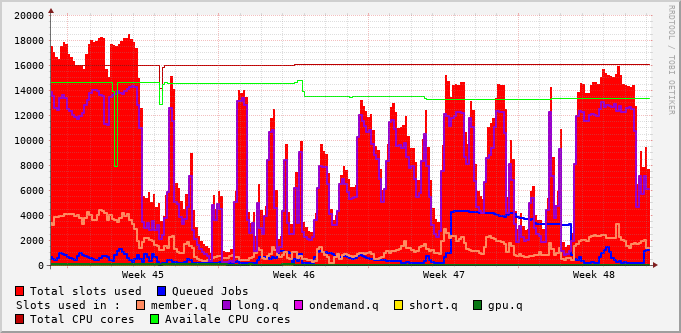 20000
18000
16000
14000
12000
10000
8000
6000
4000
2000
0
Week 45 Week 46 Week 47 Week 48
RRDTOOL / TOBI OETIKER
Total slots used Queued Jobs
Slots used in : member.q long.q ondemand.q short.q gpu.q
Total CPU cores Availale CPU cores